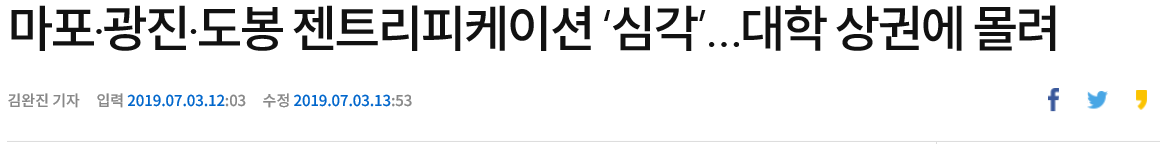 마포·광진·도봉 젠트리피케이션 ‘심각’…대학 상권에 몰려
김완진 기자 입력 2019.07.03.12:03 수정 2019.07.03.13:53